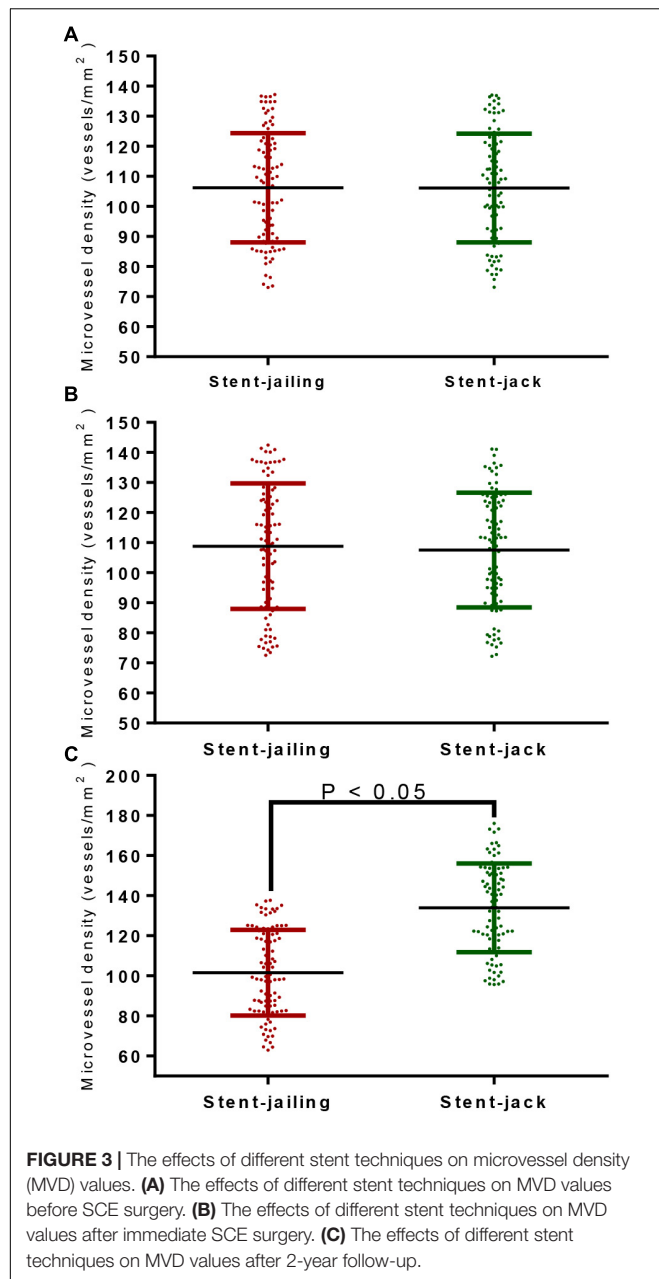 A
Microvessel density (vessels/mm²)
150
140
130
120
110
100
90
80
70
60
50
Stent-jailing Stent-jack
B
Microvessel density (vessels/mm²)
150
140
130
120
110
100
90
80
70
60
50
Stent-jailing Stent-jack
C
Microvessel density (vessels/mm²)
200
180
160
140
120
100
80
60
P < 0.05
Stent-jailing Stent-jack
FIGURE 3 | The effects of different stent techniques on microvessel density
(MVD) values. (A) The effects of different stent techniques on MVD values
before SCE surgery. (B) The effects of different stent techniques on MVD
values after immediate SCE surgery. (C) The effects of different stent
techniques on MVD values after 2-year follow-up.